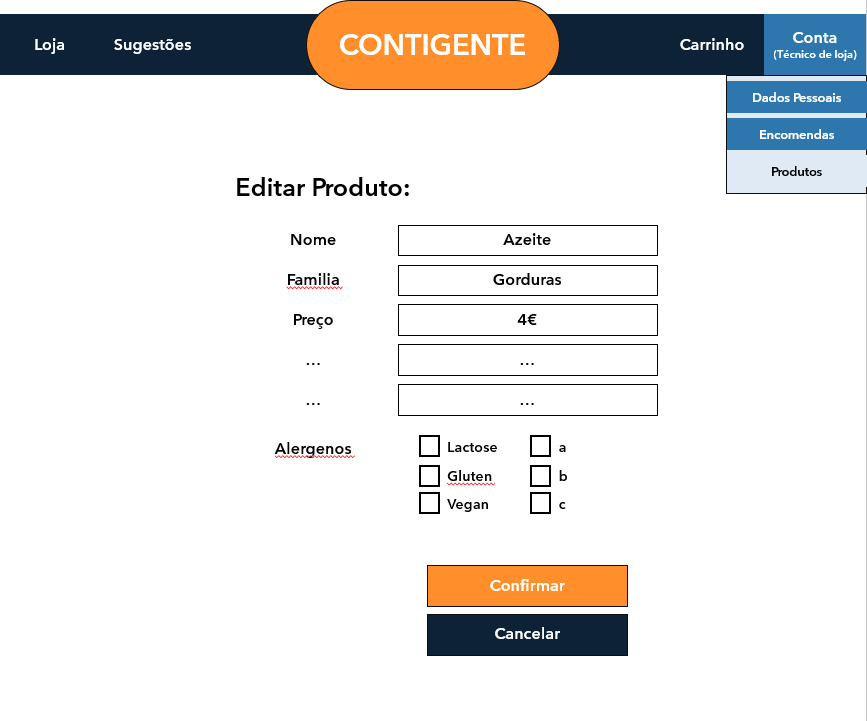 Loja
Sugestões
CONTIGENTE
Carrinho
Conta
(Técnico de loja)
Dados Pessoais
Encomendas
Produtos
Editar Produto:
Nome Azeite
Familia Gorduras
Preço 4€
... ...
... ...
Alergenos
Lactose a
Gluten b
Vegan c
Confirmar
Cancelar